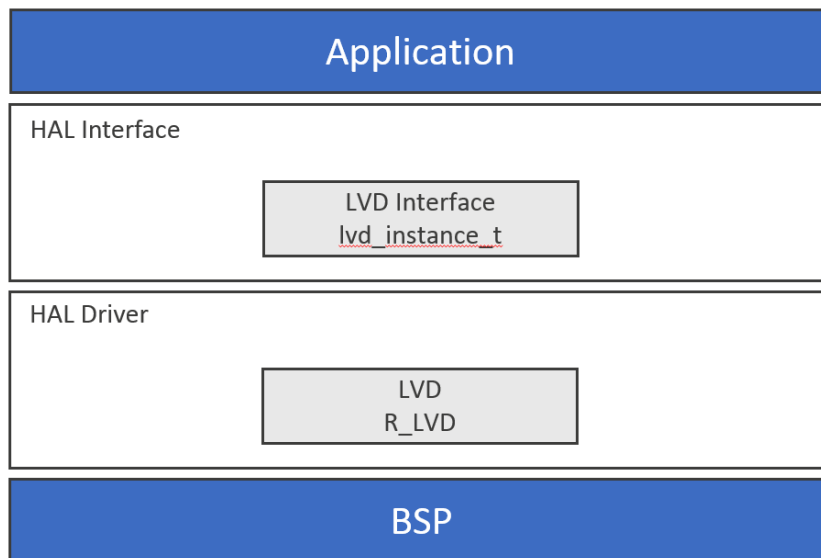 Application
HAL Interface
LVD Interface
lvd_instance_t
HAL Driver
LVD
R_LVD
BSP